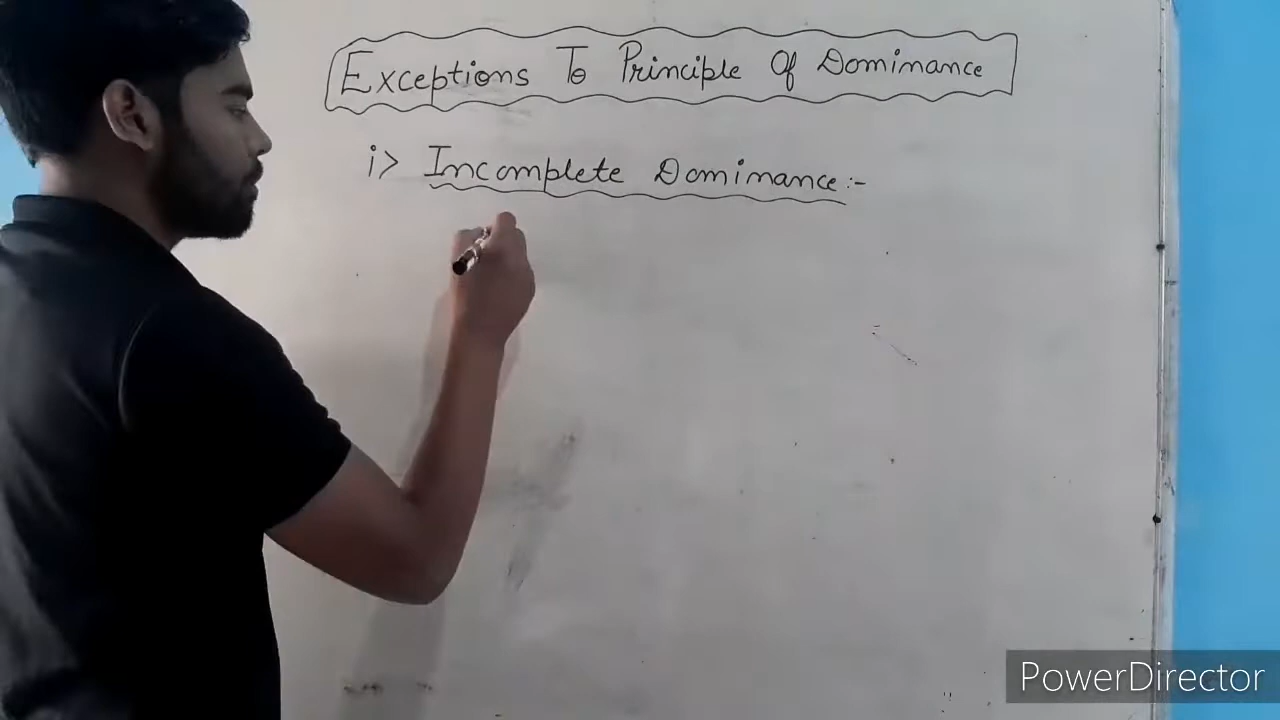 Exceptions To Principle Of Dominance
i> Incomplete Dominance:-
PowerDirector